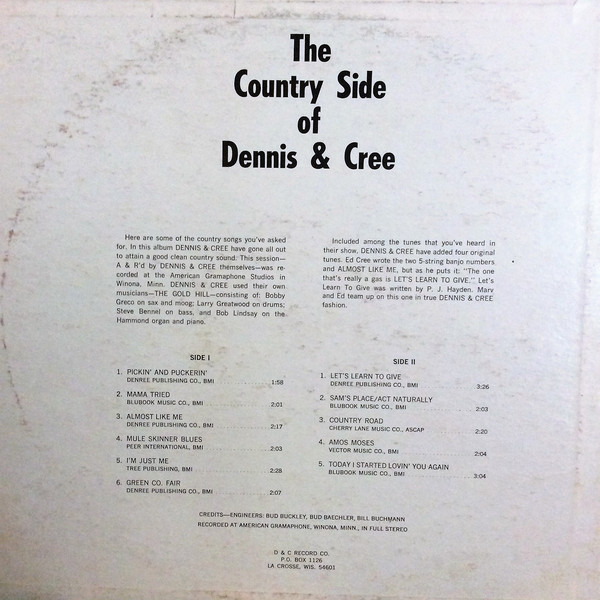 The
Country Side
of
Dennis & Cree
Here are some of the country songs you've asked
for. In this album DENNIS & CREE have gone all out
to attain a good clean country sound. This session—
A & R'd by DENNIS & CREE themselves—was re-
corded at the American Gramaphone Studios in
Winona, Minn. DENNIS & CREE used their own
musicians—THE GOLD HILL—consisting of: Bobby
Greco on sax and moog; Larry Greatwood on drums;
Steve Bennel on bass, and Bob Lindsay on the
Hammond organ and piano.
Included among the tunes that you've heard in
their show, DENNIS & CREE have added four original
tunes. Ed Cree wrote the two 5-string banjo numbers
and ALMOST LIKE ME, but as he puts it: "The one
that's really a gas is LET'S LEARN TO GIVE." Let's
Learn To Give was written by P. J. Hayden. Marv
and Ed team up on this one in true DENNIS & CREE
fashion.
SIDE I
1. PICKIN' AND PUCKERIN'
DENREE PUBLISHING CO., BMI 1:58
2. MAMA TRIED
BLUBOOK MUSIC CO., BMI 2:01
3. ALMOST LIKE ME
DENREE PUBLISHING CO., BMI 2:17
4. MULE SKINNER BLUES
PEER INTERNATIONAL, BMI 2:03
5. I'M JUST ME
TREE PUBLISHING, BMI 2:28
6. GREEN CO. FAIR
DENREE PUBLISHING CO., BMI 2:07
SIDE II
1. LET'S LEARN TO GIVE
DENREE PUBLISHING CO., BMI 3:26
2. SAM'S PLACE/ACT NATURALLY
BLUBOOK MUSIC CO., BMI 2:03
3. COUNTRY ROAD
CHERRY LANE MUSIC CO., ASCAP 2:20
4. AMOS MOSES
VECTOR MUSIC CO., BMI 2:04
5. TODAY I STARTED LOVIN' YOU AGAIN
BLUBOOK MUSIC CO., BMI 3:04
CREDITS—ENGINEERS: BUD BUCKLEY, BUD BAECHLER, BILL BUCHMANN
RECORDED AT AMERICAN GRAMAPHONE, WINONA, MINN., IN FULL STEREO
D & C RECORD CO.
P.O. BOX 1126
LA CROSSE, WIS. 54601